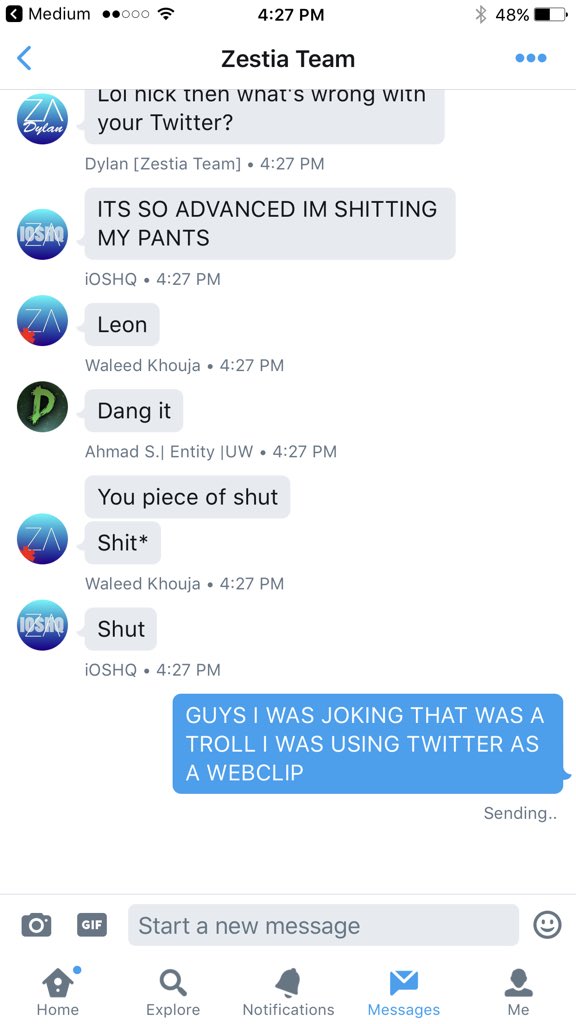 Medium
4:27 PM
48%
Zestia Team
Lol nick then what's wrong with
your Twitter?
ZA
Dylan
Dylan [Zestia Team] • 4:27 PM
ITS SO ADVANCED IM SHITTING
MY PANTS
ZA
IOSHQ
iOSHQ • 4:27 PM
Leon
ZA
Waleed Khouja • 4:27 PM
Dang it
D
Ahmad S.| Entity |UW • 4:27 PM
You piece of shut
Shit*
ZA
Waleed Khouja • 4:27 PM
Shut
ZA
IOSHQ
iOSHQ • 4:27 PM
GUYS I WAS JOKING THAT WAS A
TROLL I WAS USING TWITTER AS
A WEBCLIP
Sending..
GIF
Start a new message
Home
Explore
Notifications
Messages
Me